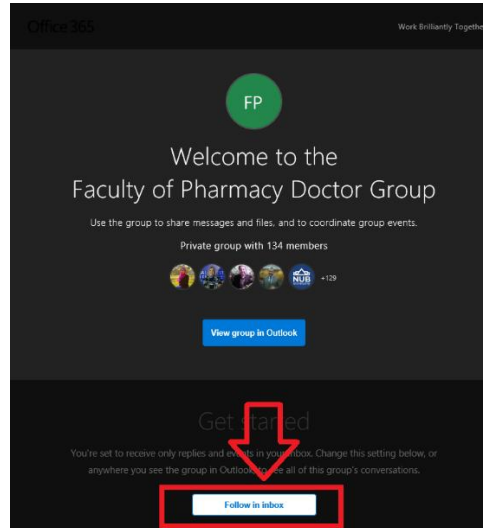 Office 365
Work Brilliantly Togethe
FP
Welcome to the
Faculty of Pharmacy Doctor Group
Use the group to share messages and files, and to coordinate group events.
Private group with 134 members
NUB
+129
View group in Outlook
Get started
You're set to receive only replies and events in your inbox. Change this setting below, or
anywhere you see the group in Outlook, to see all of this group's conversations.
Follow in inbox